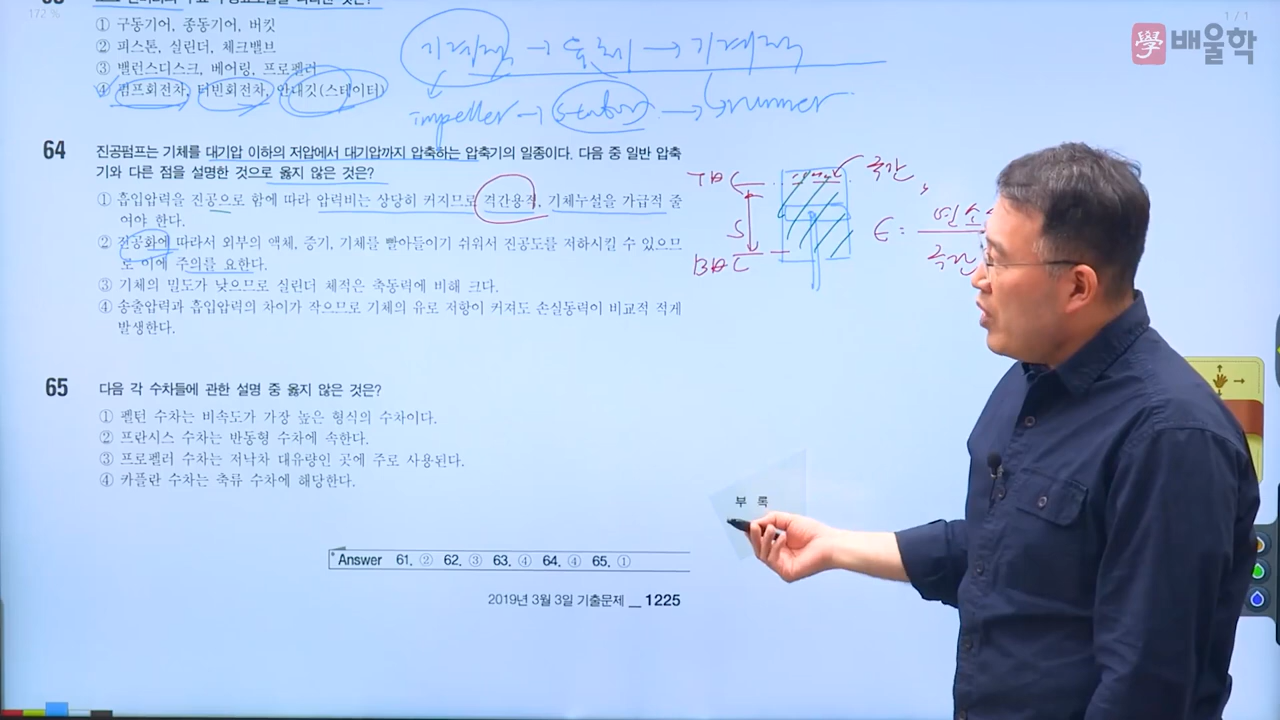 172 %
1 / 1
學 배울학
① 구동기어, 종동기어, 버킷
② 피스톤, 실린더, 체크밸브
③ 밸런스디스크, 베어링, 프로펠러
④ 펌프회전차, 터빈회전차, 안내깃(스테이터)
impeller → stator → runner
64 진공펌프는 기체를 대기압 이하의 저압에서 대기압까지 압축하는 압축기의 일종이다. 다음 중 일반 압축
기와 다른 점을 설명한 것으로 옳지 않은 것은?
① 흡입압력을 진공으로 함에 따라 압력비는 상당히 커지므로 격간용적, 기체누설을 가급적 줄
여야 한다.
② 진공화에 따라서 외부의 액체, 증기, 기체를 빨아들이기 쉬워서 진공도를 저하시킬 수 있으므
로 이에 주의를 요한다.
③ 기체의 밀도가 낮으므로 실린더 체적은 축동력에 비해 크다.
④ 송출압력과 흡입압력의 차이가 작으므로 기체의 유로 저항이 커져도 손실동력이 비교적 적게
발생한다.
TDC
S
BDC
극간
ε =
65 다음 각 수차들에 관한 설명 중 옳지 않은 것은?
① 펠턴 수차는 비속도가 가장 높은 형식의 수차이다.
② 프란시스 수차는 반동형 수차에 속한다.
③ 프로펠러 수차는 저낙차 대유량인 곳에 주로 사용된다.
④ 카플란 수차는 축류 수차에 해당한다.
부 록
Answer 61. ② 62. ③ 63. ④ 64. ④ 65. ①
2019년 3월 3일 기출문제 _ 1225